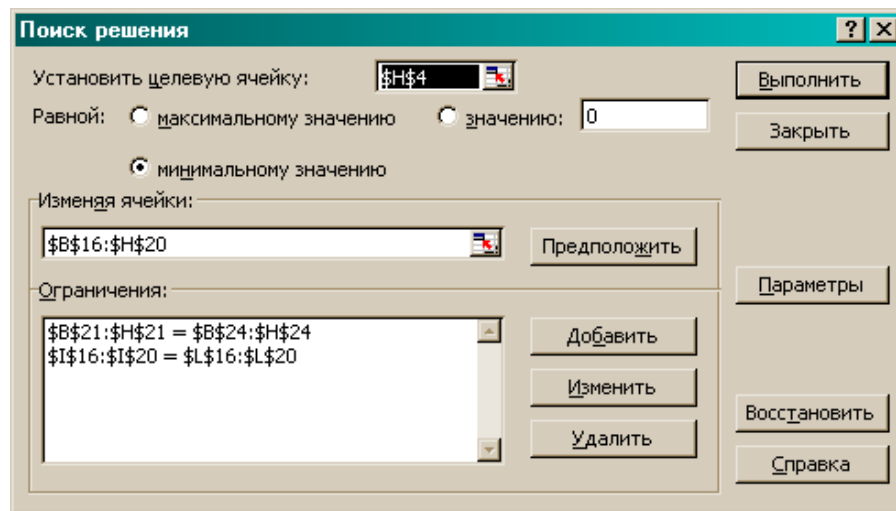 Поиск решения
Установить целевую ячейку: $H$4
Выполнить
Равной: максимальному значению значению: 0
Закрыть
минимальному значению
Изменяя ячейки:
$B$16:$H$20
Предположить
Параметры
Ограничения:
$B$21:$H$21 = $B$24:$H$24
$I$16:$I$20 = $L$16:$L$20
Добавить
Изменить
Удалить
Восстановить
Справка